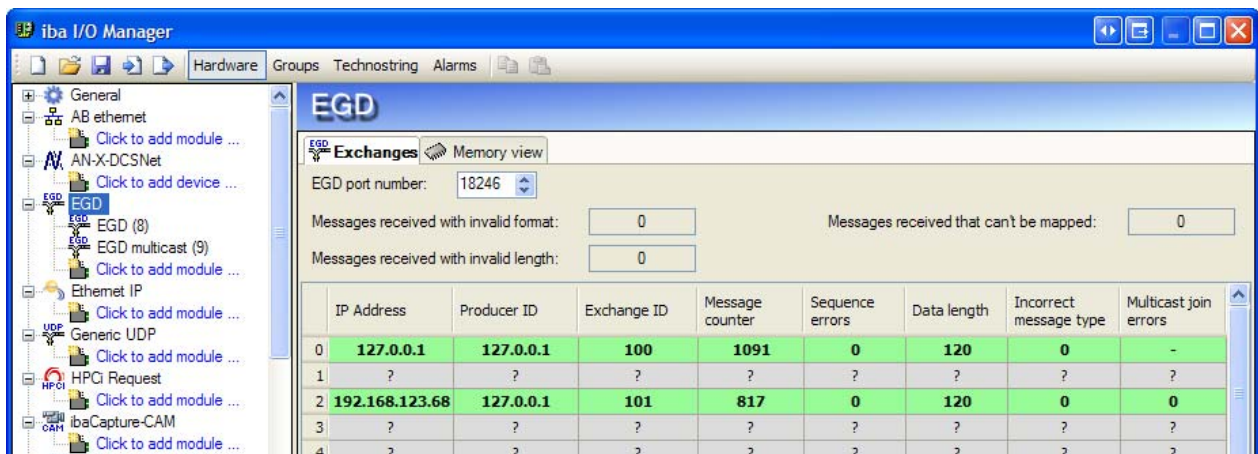 iba I/O Manager
Hardware Groups Technostring Alarms
General
AB ethernet
Click to add module ...
AN-X-DCSNet
Click to add device ...
EGD
EGD (8)
EGD multicast (9)
Click to add module ...
Ethernet IP
Click to add module ...
UDP Generic UDP
Click to add module ...
HPCi HPCi Request
Click to add module ...
CAM ibaCapture-CAM
Click to add module ...
EGD
EGD Exchanges Memory view
EGD port number: 18246
Messages received with invalid format: 0 Messages received that can't be mapped: 0
Messages received with invalid length: 0
IP Address Producer ID Exchange ID Message counter Sequence errors Data length Incorrect message type Multicast join errors
0 127.0.0.1 127.0.0.1 100 1091 0 120 0 -
1 ? ? ? ? ? ? ? ?
2 192.168.123.68 127.0.0.1 101 817 0 120 0 0
3 ? ? ? ? ? ? ? ?
4 ? ? ? ? ? ? ? ?